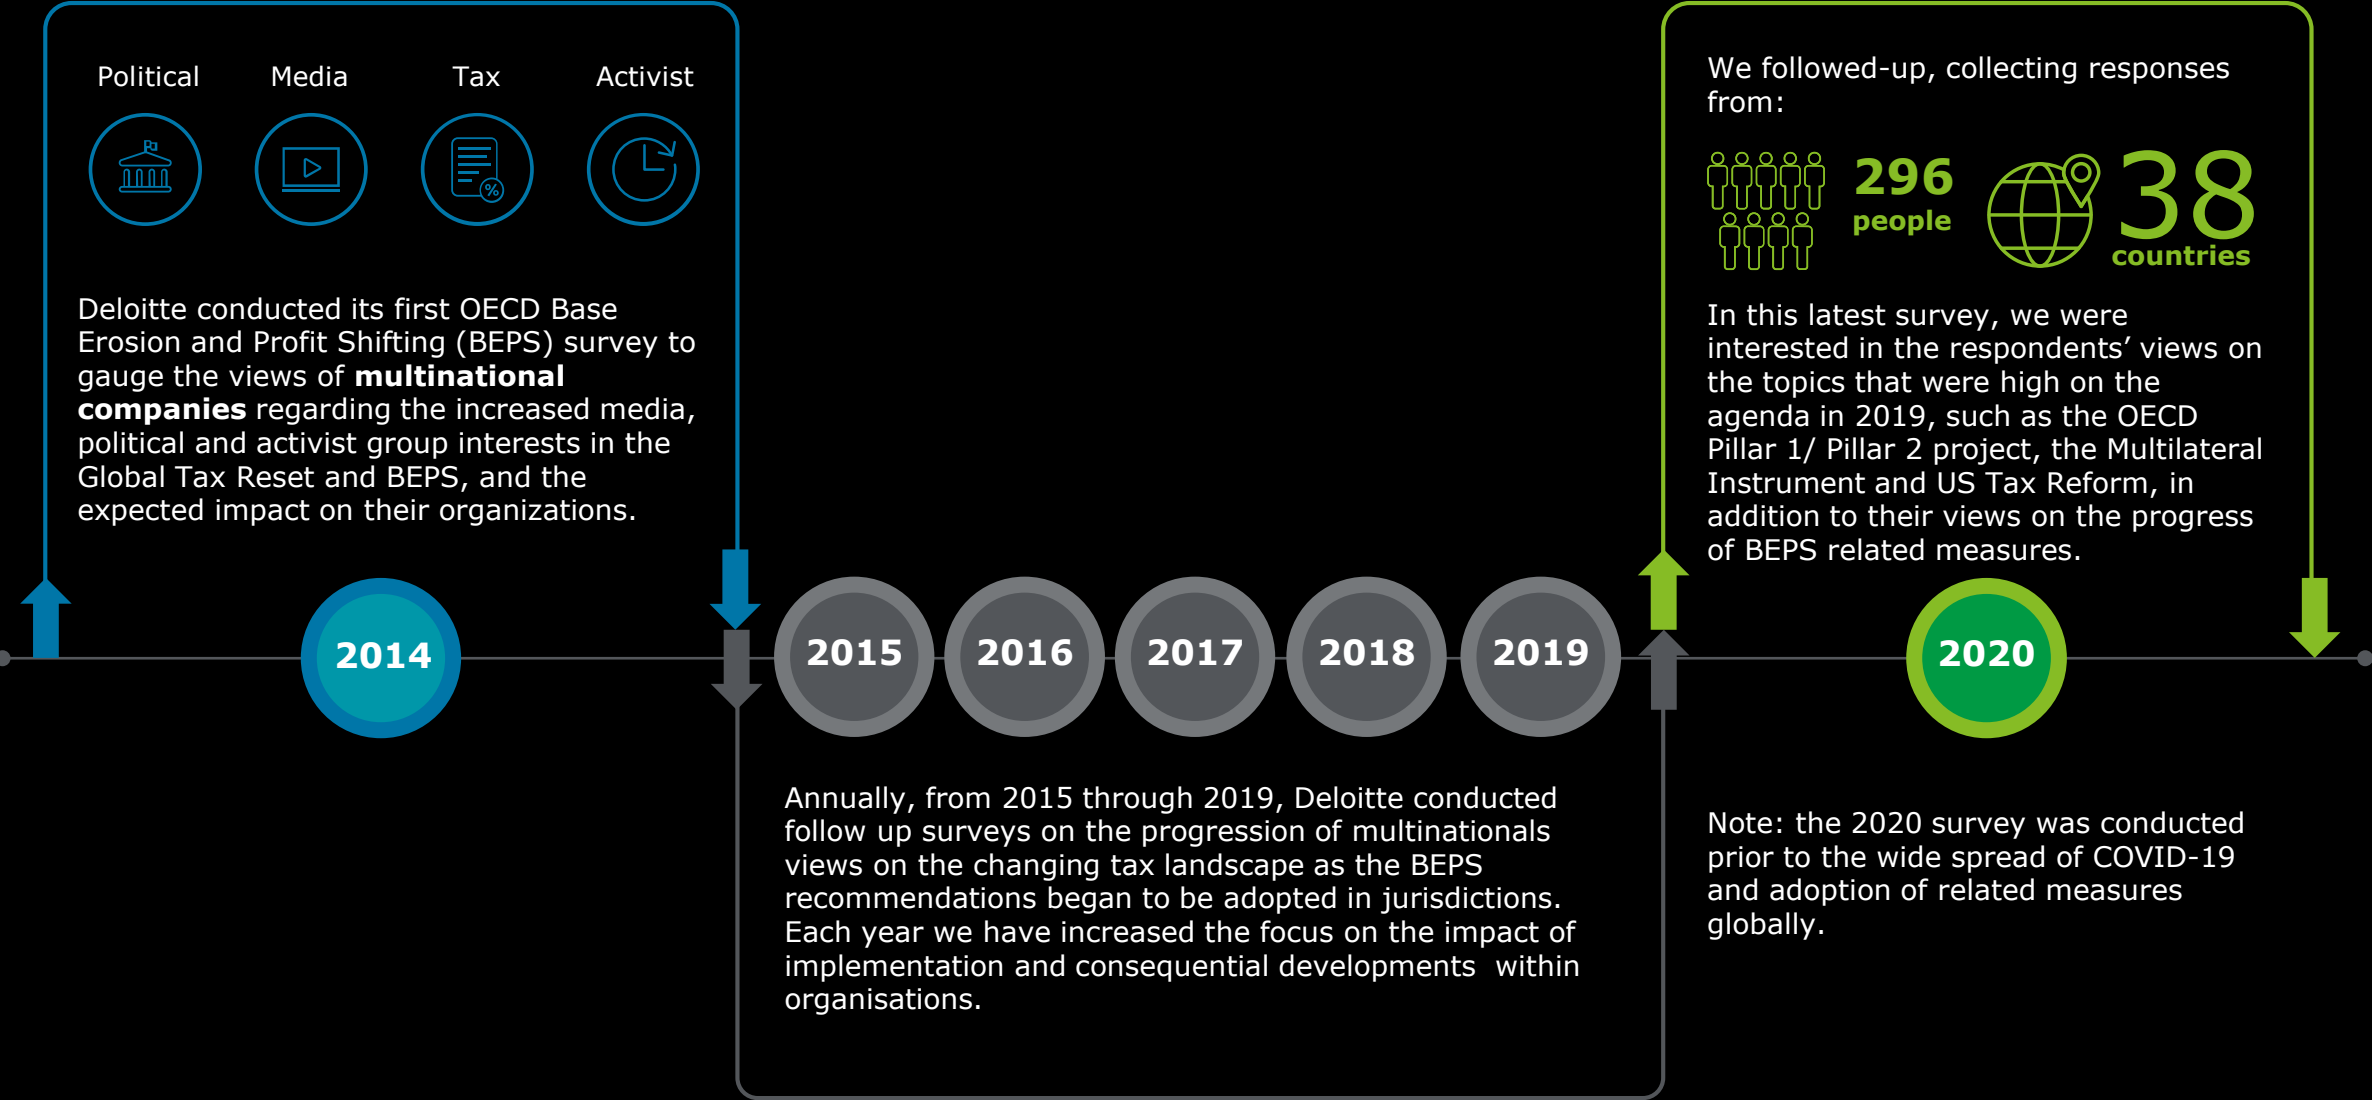 Political Media Tax Activist
%
Deloitte conducted its first OECD Base
Erosion and Profit Shifting (BEPS) survey to
gauge the views of multinational
companies regarding the increased media,
political and activist group interests in the
Global Tax Reset and BEPS, and the
expected impact on their organizations.
2014
2015 2016 2017 2018 2019
Annually, from 2015 through 2019, Deloitte conducted
follow up surveys on the progression of multinationals
views on the changing tax landscape as the BEPS
recommendations began to be adopted in jurisdictions.
Each year we have increased the focus on the impact of
implementation and consequential developments  within
organisations.
We followed-up, collecting responses
from:
296
people
38
countries
In this latest survey, we were
interested in the respondents’ views on
the topics that were high on the
agenda in 2019, such as the OECD
Pillar 1/ Pillar 2 project, the Multilateral
Instrument and US Tax Reform, in
addition to their views on the progress
of BEPS related measures.
2020
Note: the 2020 survey was conducted
prior to the wide spread of COVID-19
and adoption of related measures
globally.